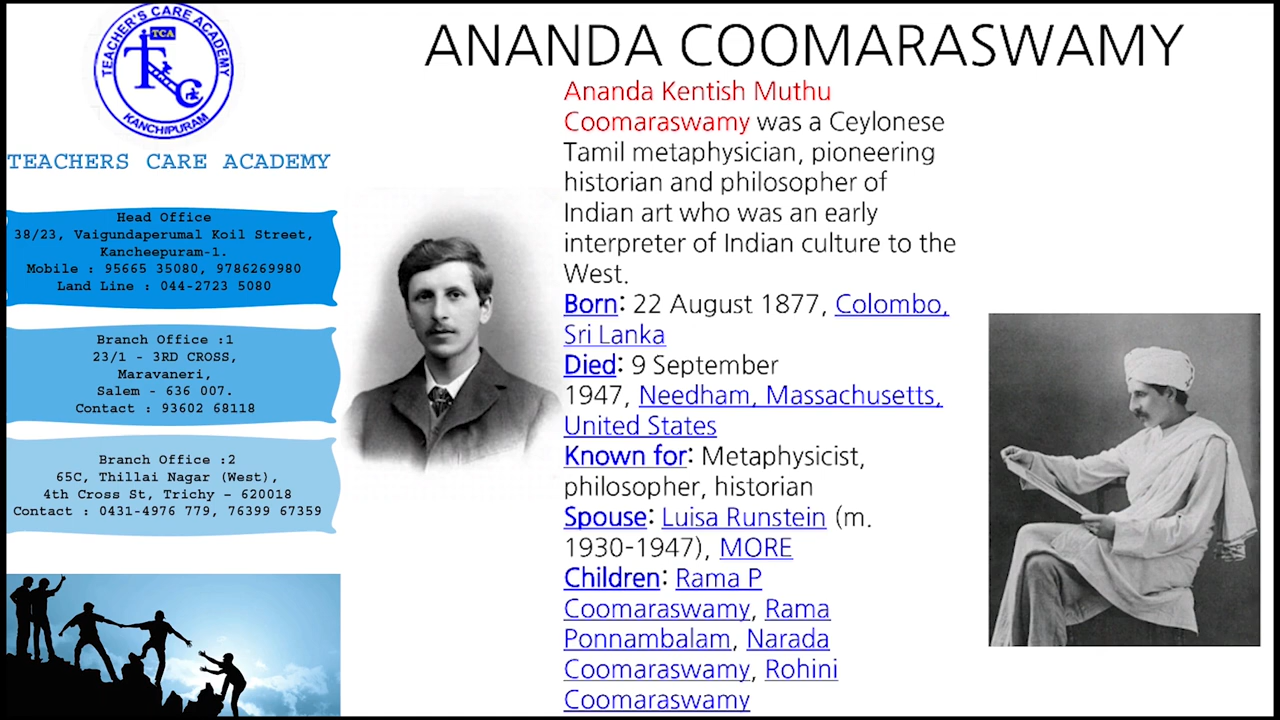 TEACHER'S CARE ACADEMY
TCA
KANCHIPURAM
TEACHERS CARE ACADEMY
Head Office
38/23, Vaigundaperumal Koil Street,
Kancheepuram-1.
Mobile : 95665 35080, 9786269980
Land Line : 044-2723 5080
Branch Office :1
23/1 - 3RD CROSS,
Maravaneri,
Salem - 636 007.
Contact : 93602 68118
Branch Office :2
65C, Thillai Nagar (West),
4th Cross St, Trichy – 620018
Contact : 0431-4976 779, 76399 67359
ANANDA COOMARASWAMY
Ananda Kentish Muthu
Coomaraswamy was a Ceylonese
Tamil metaphysician, pioneering
historian and philosopher of
Indian art who was an early
interpreter of Indian culture to the
West.
Born: 22 August 1877, Colombo,
Sri Lanka
Died: 9 September
1947, Needham, Massachusetts,
United States
Known for: Metaphysicist,
philosopher, historian
Spouse: Luisa Runstein (m.
1930-1947), MORE
Children: Rama P
Coomaraswamy, Rama
Ponnambalam, Narada
Coomaraswamy, Rohini
Coomaraswamy